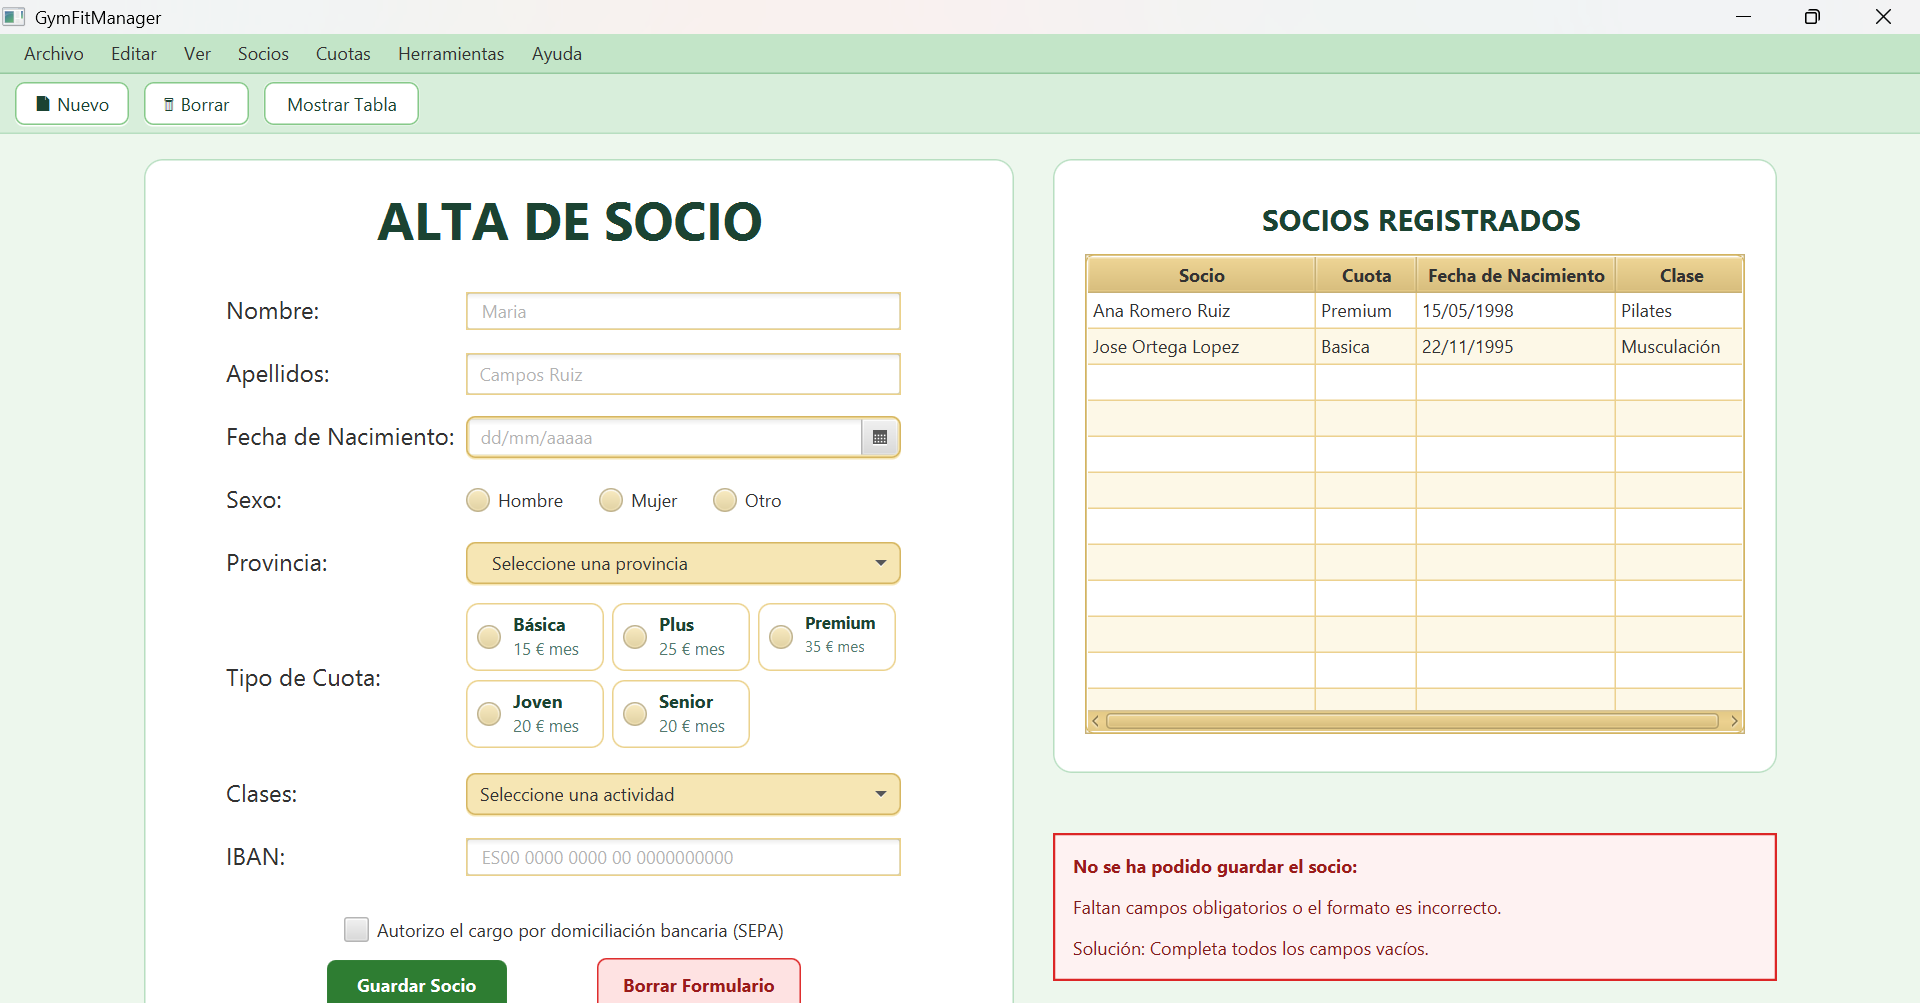 GymFitManager
Archivo Editar Ver Socios Cuotas Herramientas Ayuda
Nuevo Borrar Mostrar Tabla
ALTA DE SOCIO
Nombre: Maria
Apellidos: Campos Ruiz
Fecha de Nacimiento: dd/mm/aaaaa
Sexo: Hombre Mujer Otro
Provincia: Seleccione una provincia
Tipo de Cuota:
Básica
15 € mes
Plus
25 € mes
Premium
35 € mes
Joven
20 € mes
Senior
20 € mes
Clases: Seleccione una actividad
IBAN: ES00 0000 0000 00 0000000000
Autorizo el cargo por domiciliación bancaria (SEPA)
Guardar Socio Borrar Formulario
SOCIOS REGISTRADOS
Socio Cuota Fecha de Nacimiento Clase
Ana Romero Ruiz Premium 15/05/1998 Pilates
Jose Ortega Lopez Basica 22/11/1995 Musculación
No se ha podido guardar el socio:
Faltan campos obligatorios o el formato es incorrecto.
Solución: Completa todos los campos vacíos.